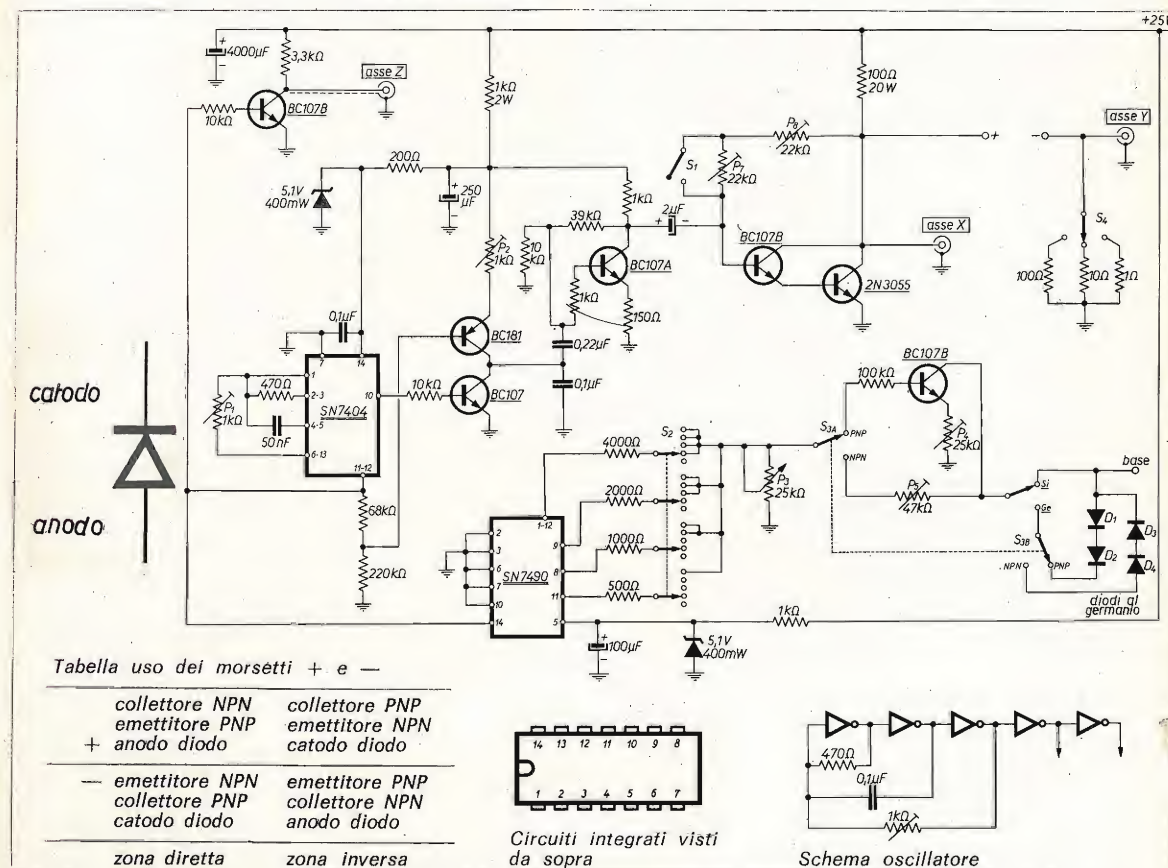 +25V
+
4000µF
-
3,3kΩ
asse Z
BC107B
10kΩ
1kΩ
2W
100Ω
20W
asse Y
+
-
P8
22kΩ
S1
P7
22kΩ
200Ω
5,1V
400mW
+
250
µF
-
1kΩ
39kΩ
+
2µF
-
P2
1kΩ
10
kΩ
BC107A
BC107B
asse X
2N3055
S4
100Ω
10Ω
1Ω
1kΩ
150Ω
0,1µF
BC181
0,22µF
BC107
0,1µF
10kΩ
7
14
1
470Ω
2-3
SN7404
10
P1
1kΩ
4-5
50nF
6-13
11-12
catodo
anodo
68kΩ
220kΩ
4000Ω
S2
2000Ω
1000Ω
500Ω
1-12
2
3
9
6
SN7490
8
7
11
10
14
5
P3
25kΩ
S3A
PNP
NPN
100kΩ
BC107B
P4
25kΩ
P5
47kΩ
Si
Ge
S3B
NPN
PNP
base
D1
D2
D3
D4
diodi al
germanio
+
100µF
-
5,1V
400mW
1kΩ
Tabella uso dei morsetti + e —
collettore NPN collettore PNP
emettitore PNP emettitore NPN
+ anodo diodo catodo diodo
— emettitore NPN emettitore PNP
collettore PNP collettore NPN
catodo diodo anodo diodo
zona diretta zona inversa
14 13 12 11 10 9 8
1 2 3 4 5 6 7
Circuiti integrati visti
da sopra
470Ω
0,1µF
1kΩ
Schema oscillatore